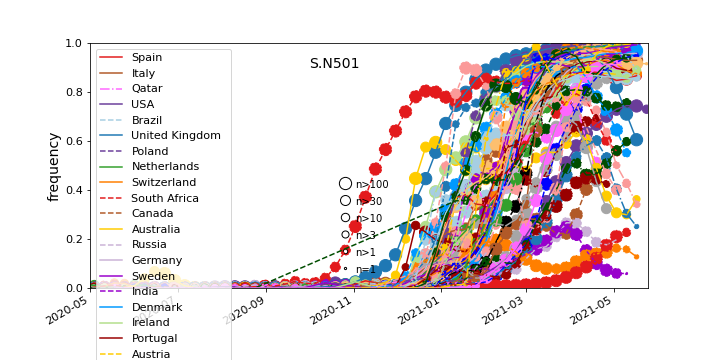 S.N501
frequency
1.0
0.8
0.6
0.4
0.2
0.0
Spain
Italy
Qatar
USA
Brazil
United Kingdom
Poland
Netherlands
Switzerland
South Africa
Canada
Australia
Russia
Germany
Sweden
India
Denmark
Ireland
Portugal
Austria
n>100
n>30
n>10
n>3
n>1
n=1
2020-05
2020-09
2020-11
2021-01
2021-03
2021-05